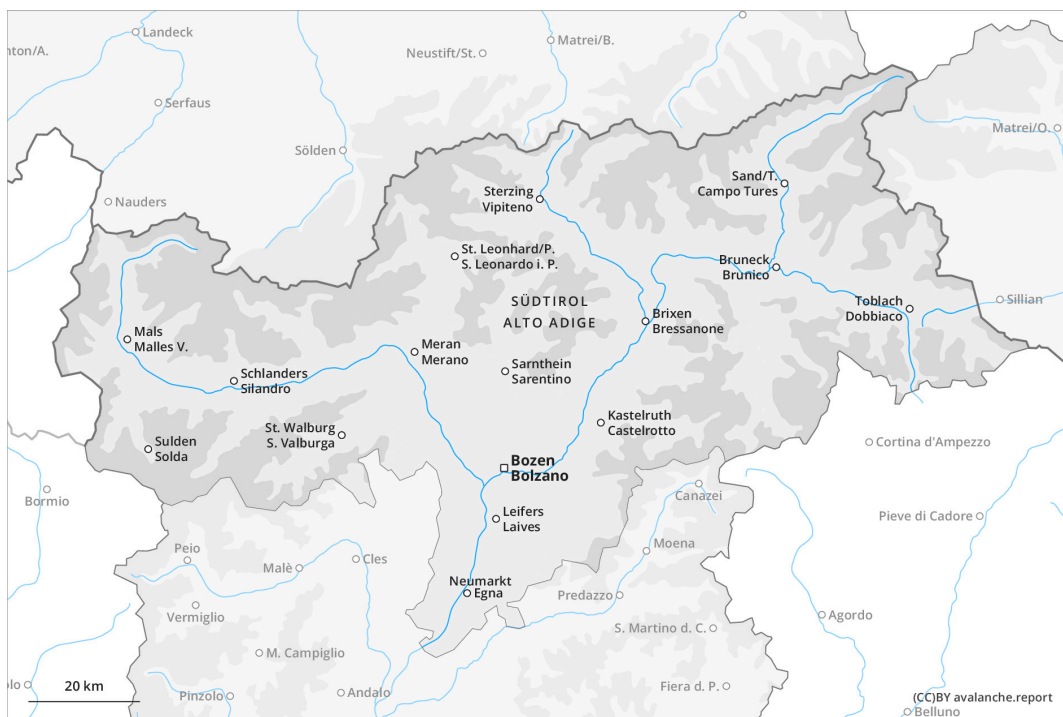 Landeck
nton/A.
Neustift/St.
Matrei/B.
Serfaus
Matrei/O.
Sölden
Sand/T.
Campo Tures
Sterzing
Vipiteno
Nauders
St. Leonhard/P.
S. Leonardo i. P.
Bruneck
Brunico
SÜDTIROL
ALTO ADIGE
Toblach
Dobbiaco
Sillian
Brixen
Bressanone
Mals
Malles V.
Meran
Merano
Sarnthein
Sarentino
Schlanders
Silandro
Kastelruth
Castelrotto
St. Walburg
S. Valburga
Sulden
Solda
Cortina d'Ampezzo
Bozen
Bolzano
Bormio
Canazei
Leifers
Laives
Pieve di Cadore
Moena
Peio
Malè
Cles
Neumarkt
Egna
Predazzo
Vermiglio
Agordo
S. Martino d. C.
M. Campiglio
olo
20 km
Pinzolo
Andalo
Fiera d. P.
(CC)BY avalanche.report
Belluno